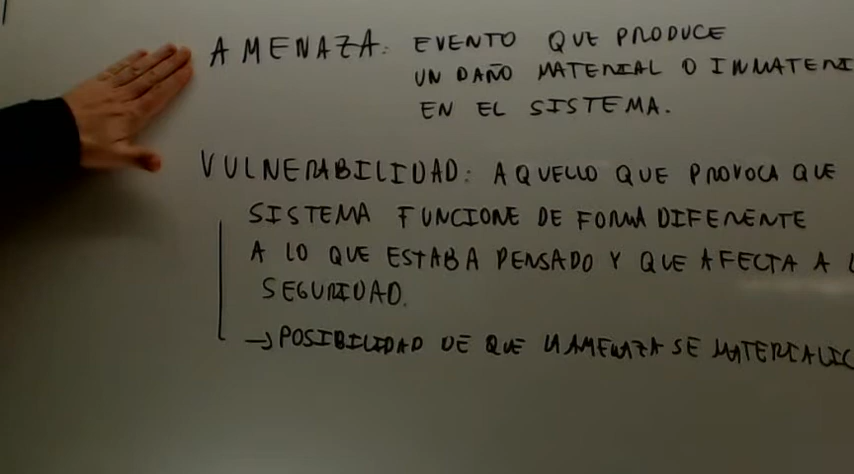 AMENAZA: EVENTO QUE PRODUCE
UN DAÑO MATERIAL O INMATERI
EN EL SISTEMA.
VULNERABILIDAD: AQUELLO QUE PROVOCA QUE
SISTEMA FUNCIONE DE FORMA DIFERENTE
A LO QUE ESTABA PENSADO Y QUE AFECTA A L
SEGURIDAD.
→ POSIBILIDAD DE QUE LA AMENAZA SE MATERIALIC